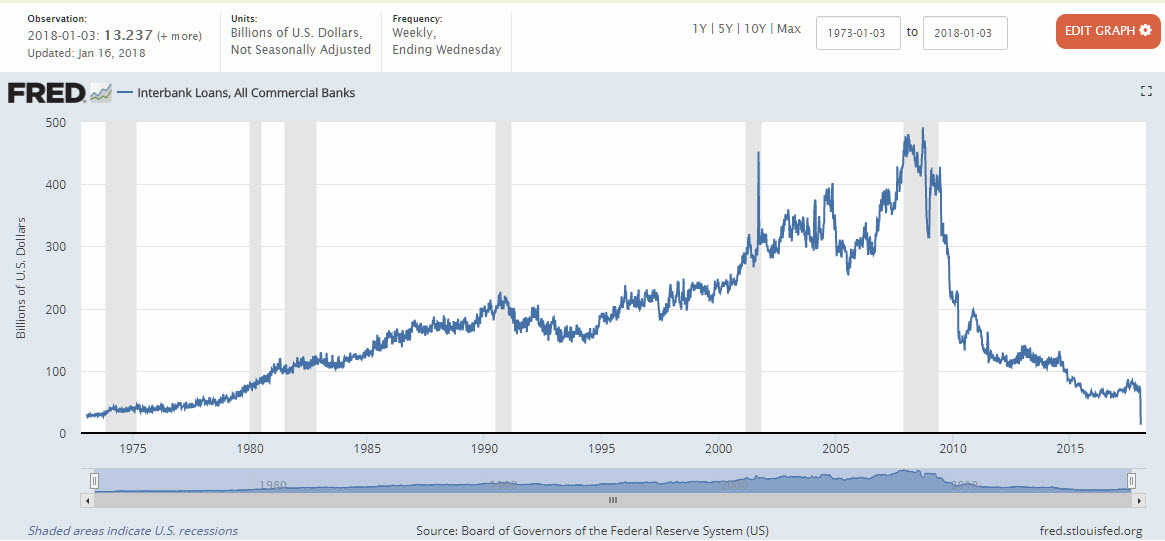 Observation:
2018-01-03: 13.237 (+ more)
Updated: Jan 16, 2018
Units:
Billions of U.S. Dollars,
Not Seasonally Adjusted
Frequency:
Weekly,
Ending Wednesday
1Y | 5Y | 10Y | Max
1973-01-03 to 2018-01-03
EDIT GRAPH
FRED
Interbank Loans, All Commercial Banks
Billions of U.S. Dollars
500
400
300
200
100
0
1975 1980 1985 1990 1995 2000 2005 2010 2015
1980 1990 2000 2010
Shaded areas indicate U.S. recessions
Source: Board of Governors of the Federal Reserve System (US)
fred.stlouisfed.org